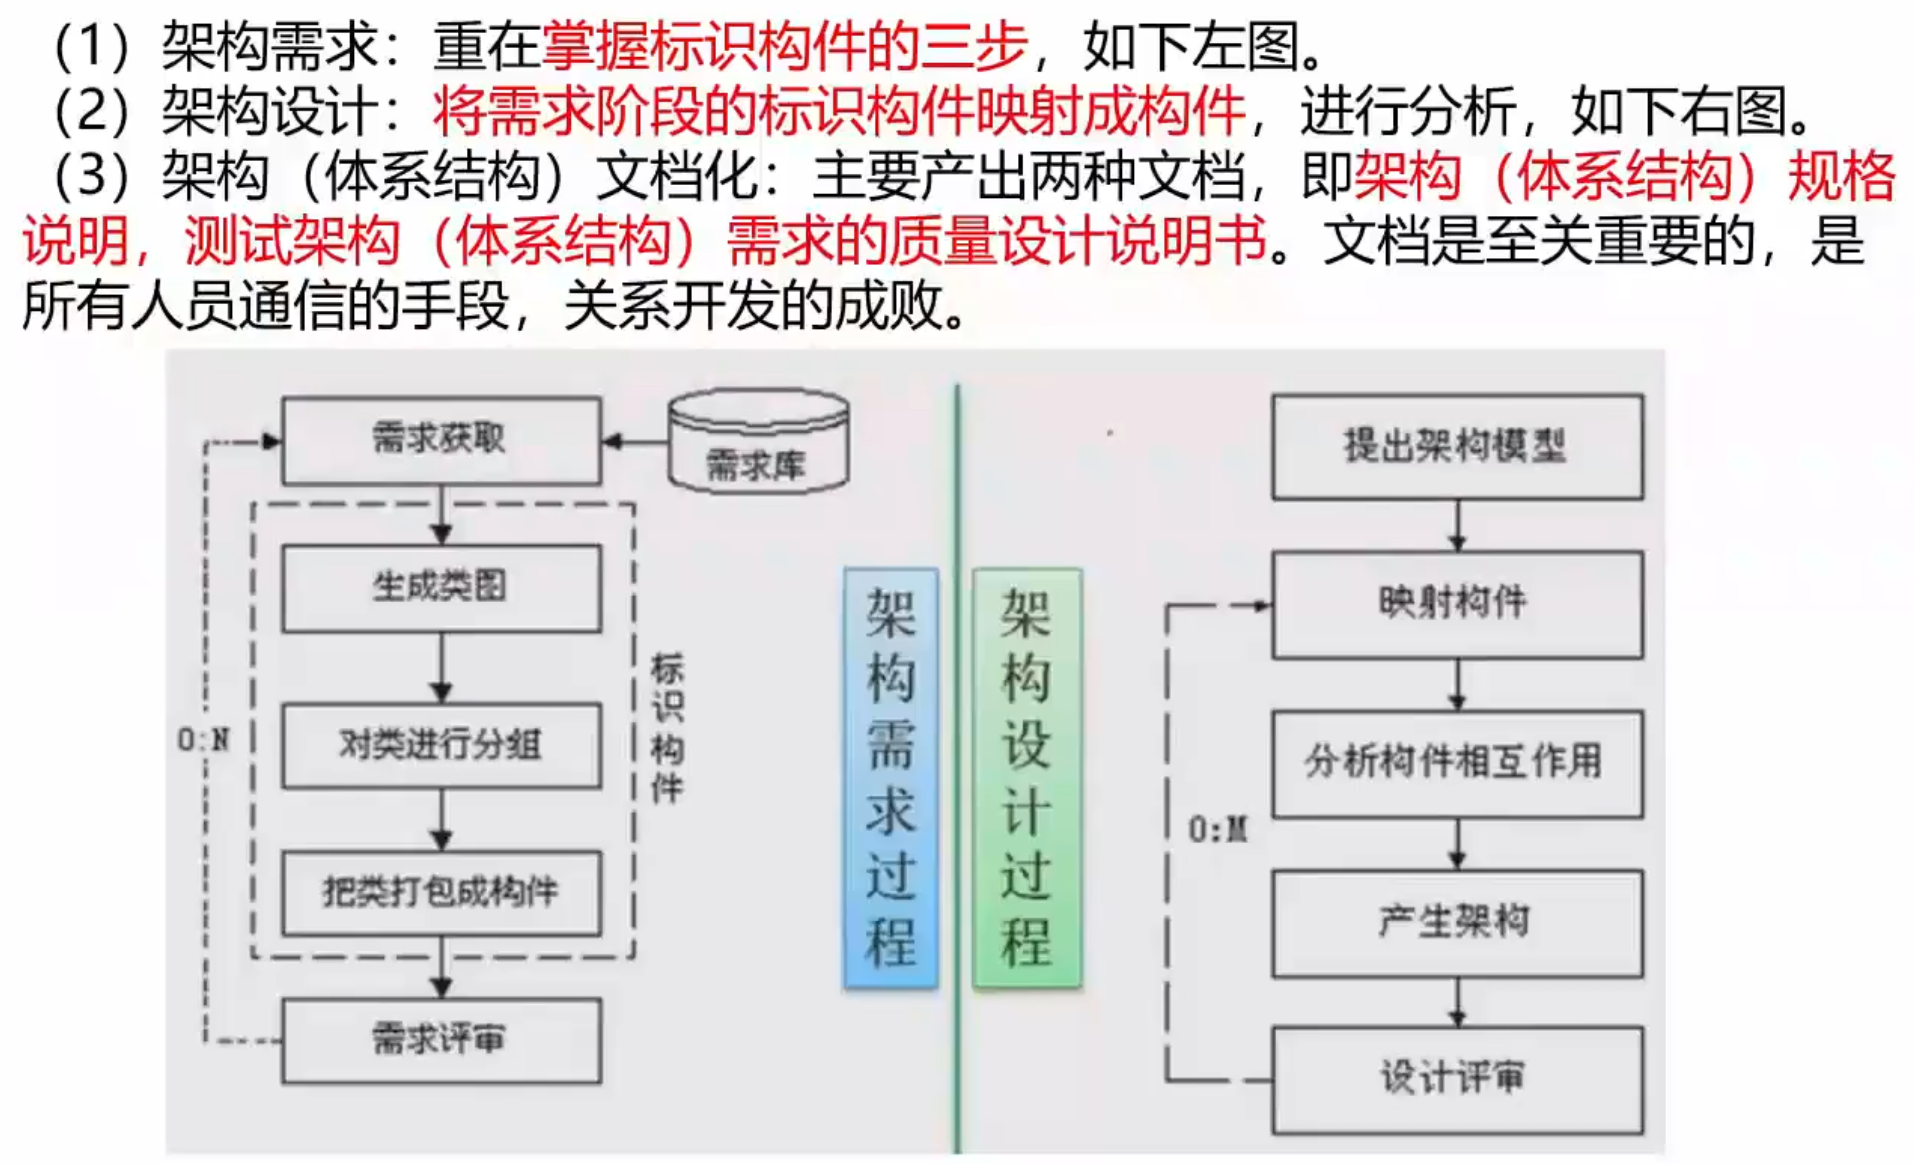 （1）架构需求：重在掌握标识构件的三步，如下左图。
（2）架构设计：将需求阶段的标识构件映射成构件，进行分析，如下右图。
（3）架构（体系结构）文档化：主要产出两种文档，即架构（体系结构）规格
说明，测试架构（体系结构）需求的质量设计说明书。文档是至关重要的，是
所有人员通信的手段，关系开发的成败。
需求获取
需求库
生成类图
对类进行分组
把类打包成构件
需求评审
标识构件
0:N
架构需求过程
架构设计过程
提出架构模型
映射构件
分析构件相互作用
产生架构
设计评审
0:M